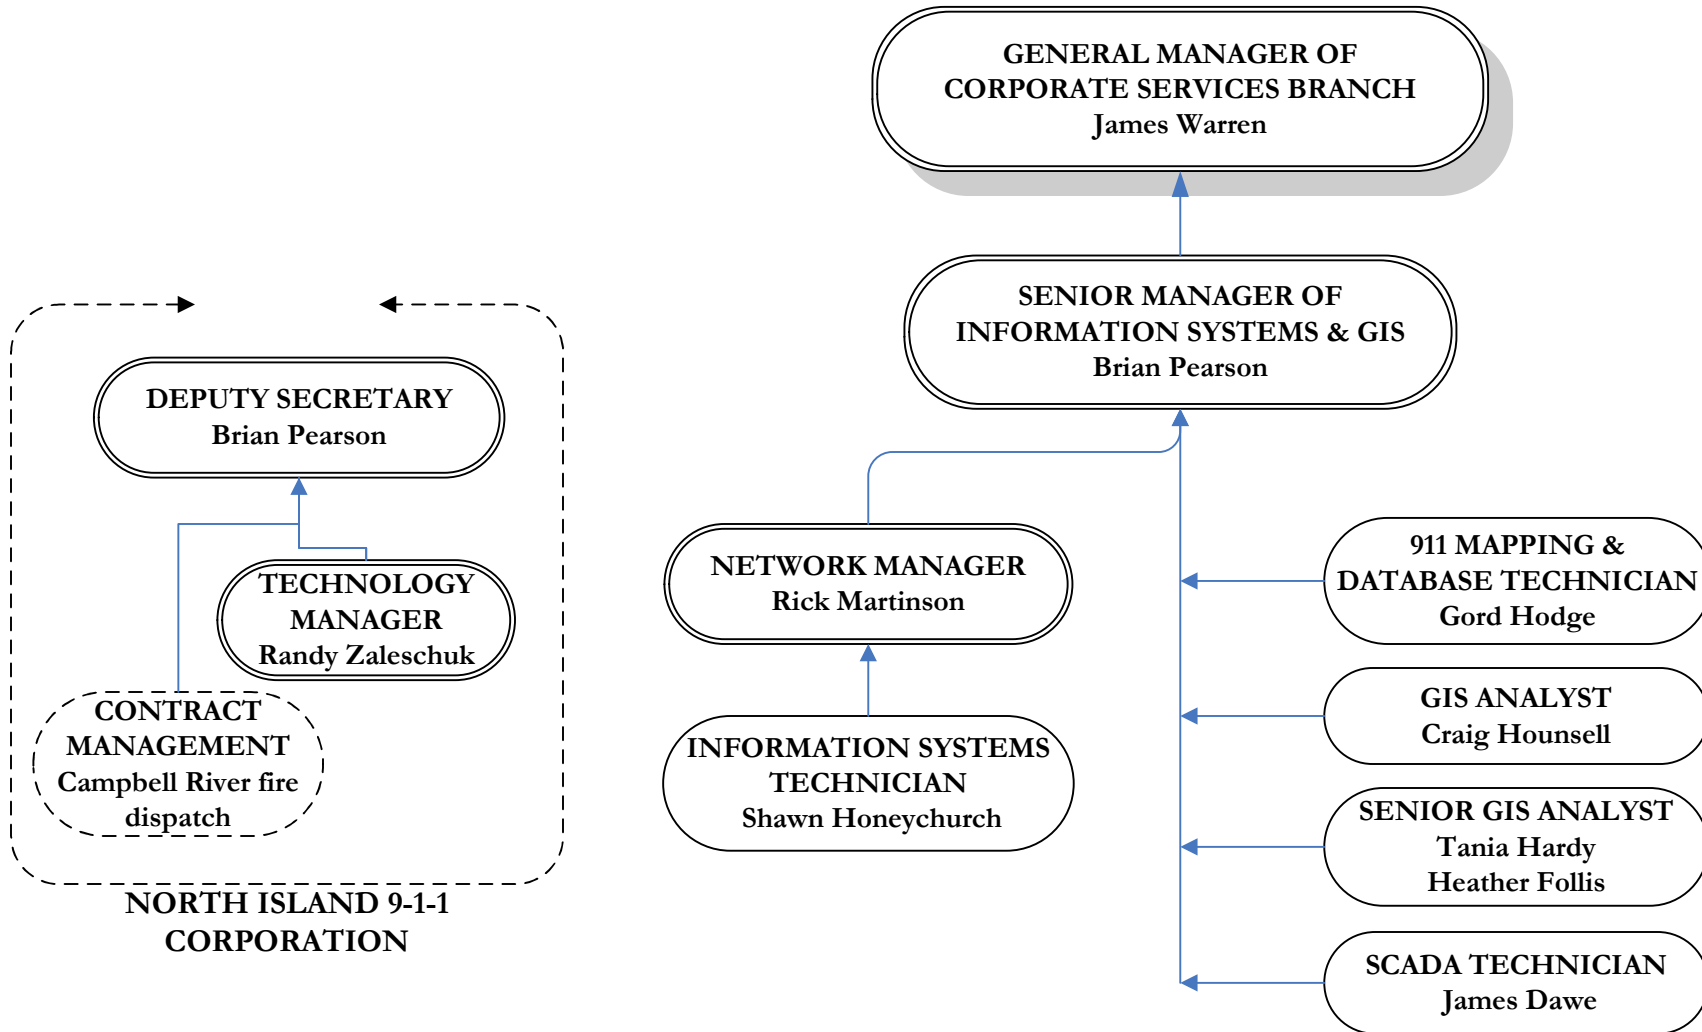 GENERAL MANAGER OF
CORPORATE SERVICES BRANCH
James Warren
SENIOR MANAGER OF
INFORMATION SYSTEMS & GIS
Brian Pearson
DEPUTY SECRETARY
Brian Pearson
TECHNOLOGY
MANAGER
Randy Zaleschuk
CONTRACT
MANAGEMENT
Campbell River fire
dispatch
NORTH ISLAND 9-1-1
CORPORATION
NETWORK MANAGER
Rick Martinson
INFORMATION SYSTEMS
TECHNICIAN
Shawn Honeychurch
911 MAPPING &
DATABASE TECHNICIAN
Gord Hodge
GIS ANALYST
Craig Hounsell
SENIOR GIS ANALYST
Tania Hardy
Heather Follis
SCADA TECHNICIAN
James Dawe